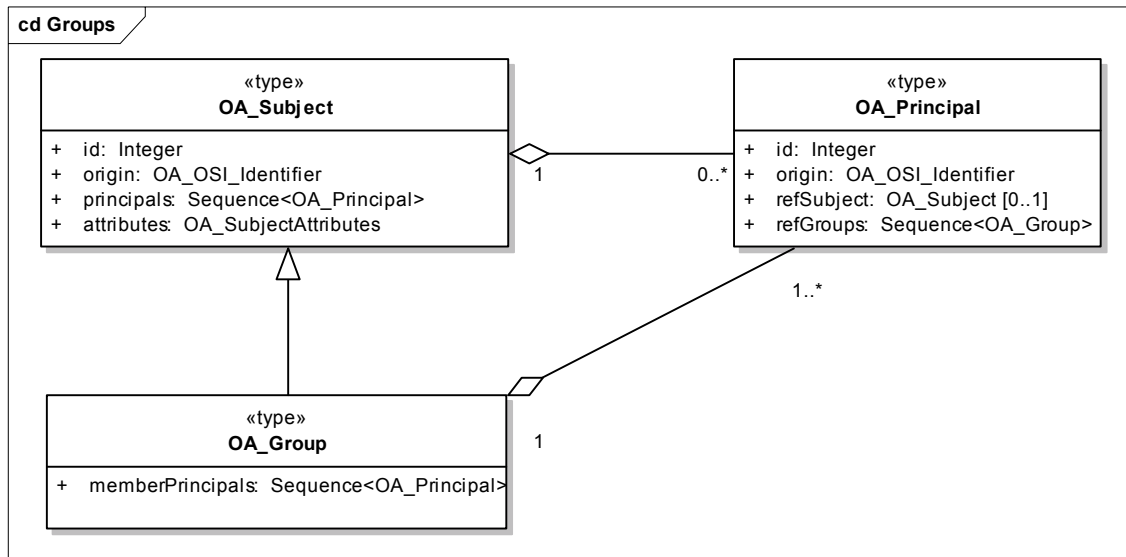 cd Groups
«type»
OA_Subject
+ id: Integer
+ origin: OA_OSI_Identifier
+ principals: Sequence<OA_Principal>
+ attributes: OA_SubjectAttributes
«type»
OA_Principal
+ id: Integer
+ origin: OA_OSI_Identifier
+ refSubject: OA_Subject [0..1]
+ refGroups: Sequence<OA_Group>
1
0..*
1..*
«type»
OA_Group
+ memberPrincipals: Sequence<OA_Principal>
1